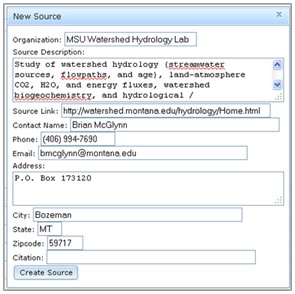 New Source
Organization: MSU Watershed Hydrology Lab
Source Description:
Study of watershed hydrology (streamwater
sources, flowpaths, and age), land-atmosphere
CO2, H2O, and energy fluxes, watershed
biogeochemistry, and hydrological /
Source Link: http://watershed.montana.edu/hydrology/Home.html
Contact Name: Brian McGlynn
Phone: (406) 994-7690
Email: bmcglynn@montana.edu
Address:
P.O. Box 173120
City: Bozeman
State: MT
Zipcode: 59717
Citation:
Create Source